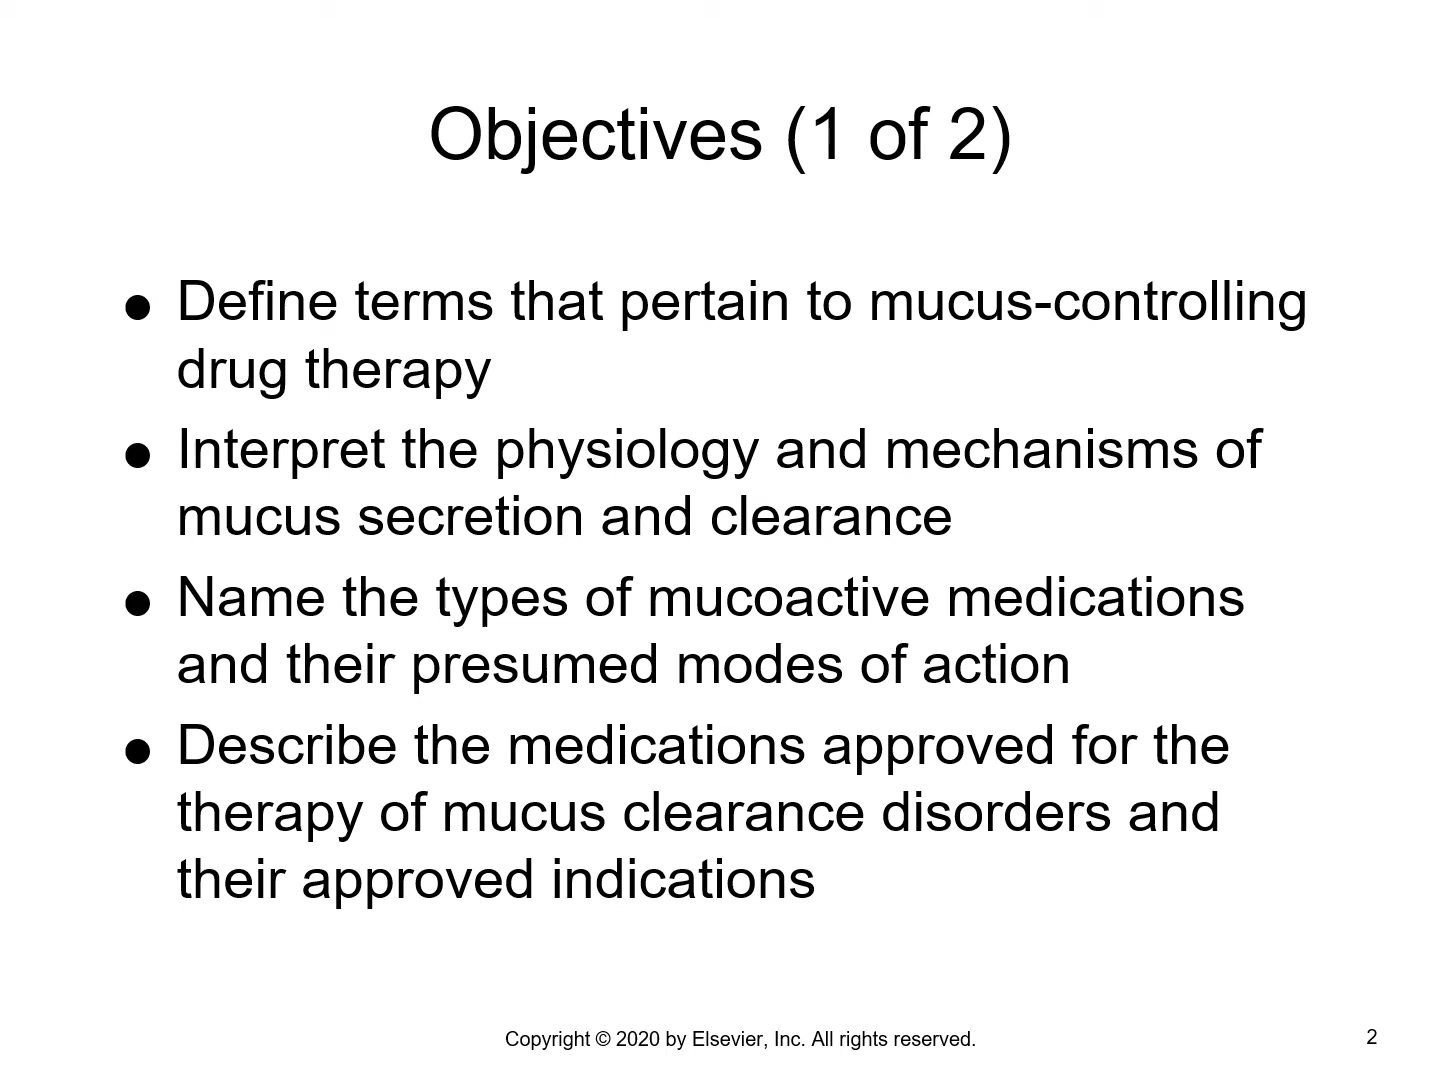 Objectives (1 of 2)
● Define terms that pertain to mucus-controlling
drug therapy
● Interpret the physiology and mechanisms of
mucus secretion and clearance
● Name the types of mucoactive medications
and their presumed modes of action
● Describe the medications approved for the
therapy of mucus clearance disorders and
their approved indications
Copyright © 2020 by Elsevier, Inc. All rights reserved.
2